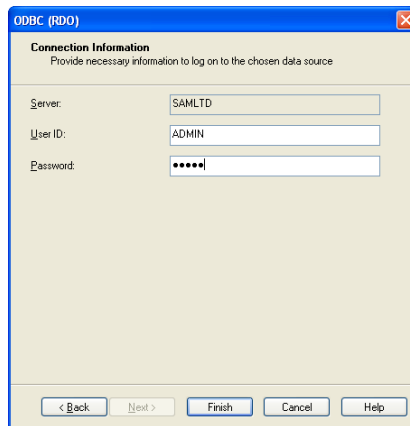 ODBC (RDO)
Connection Information
Provide necessary information to log on to the chosen data source
Server: SAMLTD
User ID: ADMIN
Password: •••••
< Back Next > Finish Cancel Help